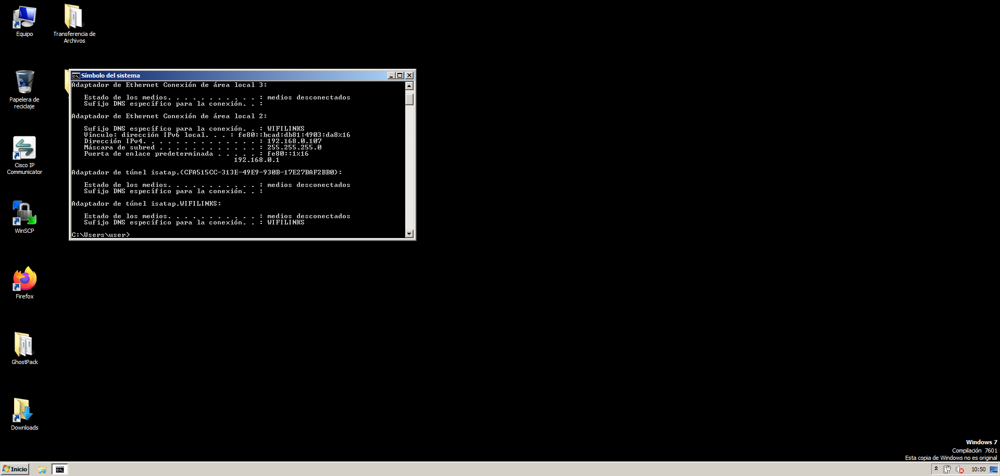 Equipo
Transferencia de
Archivos
Papelera de
reciclaje
Cisco IP
Communicator
WinSCP
Firefox
GhostPack
Downloads
Símbolo del sistema
Adaptador de Ethernet Conexión de área local 3:
Estado de los medios. . . . . . . . . . . : medios desconectados
Sufijo DNS específico para la conexión. . :
Adaptador de Ethernet Conexión de área local 2:
Sufijo DNS específico para la conexión. . : WIFILINKS
Vínculo: dirección IPv6 local. . . : fe80::bcad:db81:4903:da8%16
Dirección IPv4. . . . . . . . . . . . . . : 192.168.0.107
Máscara de subred . . . . . . . . . . . . : 255.255.255.0
Puerta de enlace predeterminada . . . . . : fe80::1%16
192.168.0.1
Adaptador de túnel isatap.{CFA515CC-313E-49E9-930B-17E27BAF2BB0}:
Estado de los medios. . . . . . . . . . . : medios desconectados
Sufijo DNS específico para la conexión. . :
Adaptador de túnel isatap.WIFILINKS:
Estado de los medios. . . . . . . . . . . : medios desconectados
Sufijo DNS específico para la conexión. . : WIFILINKS
C:\Users\user>
Windows 7
Compilación 7601
Esta copia de Windows no es original
Inicio
10:50